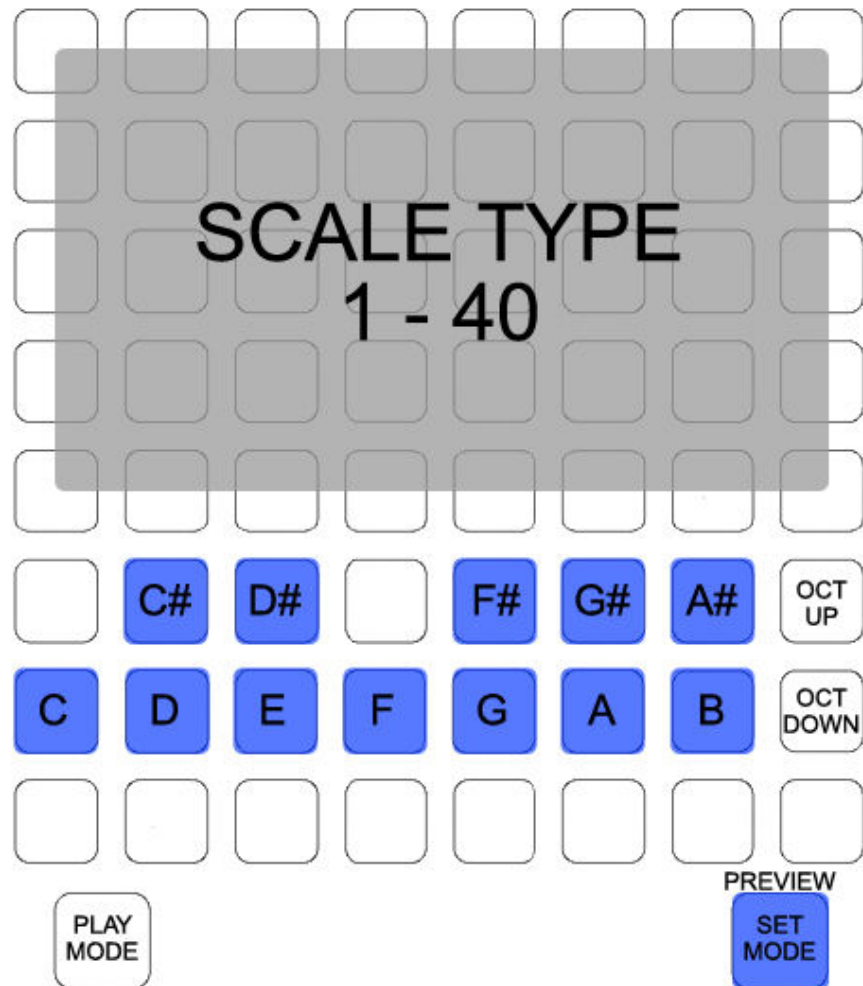 SCALE TYPE
1 - 40
C# D# F# G# A# OCT UP
C D E F G A B OCT DOWN
PREVIEW
PLAY MODE SET MODE